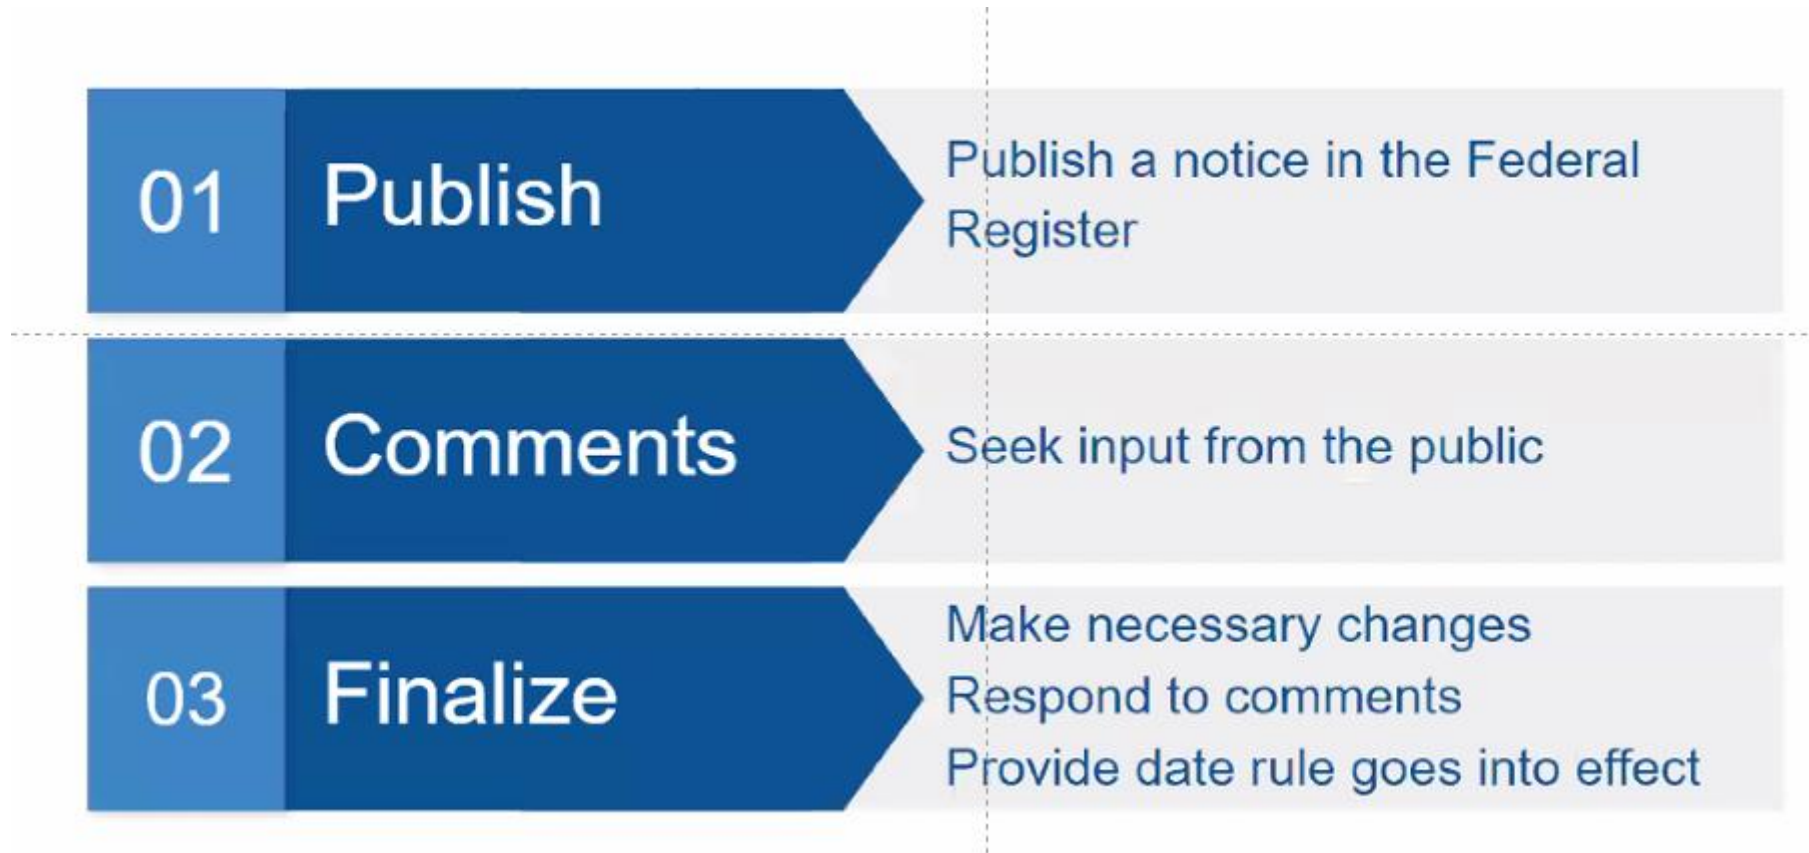 01
Publish
Publish a notice in the Federal
Register
02
Comments
Seek input from the public
03
Finalize
Make necessary changes
Respond to comments
Provide date rule goes into effect